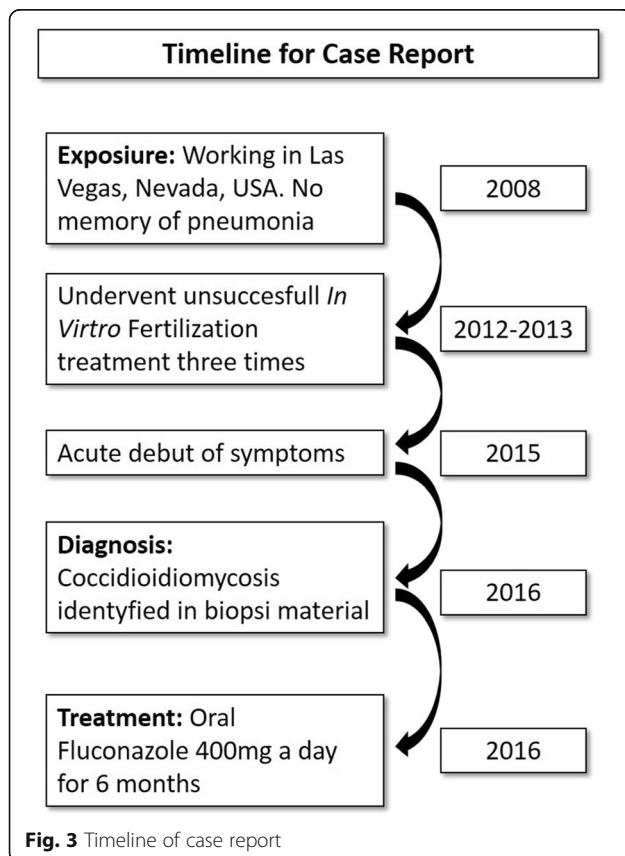 Timeline for Case Report
Exposiure: Working in Las
Vegas, Nevada, USA. No
memory of pneumonia
2008
Undervent unsuccesfull In
Virtro Fertilization
treatment three times
2012-2013
Acute debut of symptoms
2015
Diagnosis:
Coccidioidiomycosis
identyfied in biopsi material
2016
Treatment: Oral
Fluconazole 400mg a day
for 6 months
2016
Fig. 3 Timeline of case report